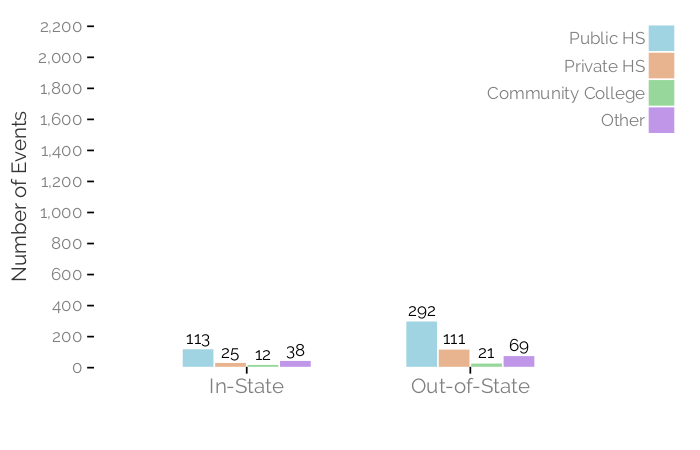 2,200
2,000
1,800
1,600
1,400
1,200
1,000
800
600
400
200
0
Number of Events
Public HS
Private HS
Community College
Other
113
25
12
38
292
111
21
69
In-State
Out-of-State